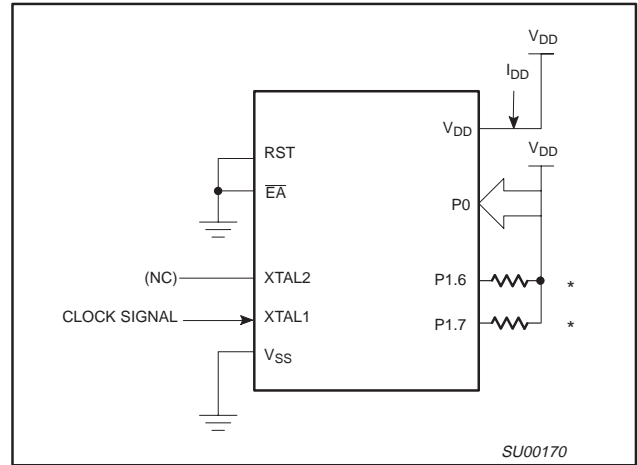 VDD
IDD
VDD
VDD
RST
EA
P0
(NC)
XTAL2
P1.6
*
CLOCK SIGNAL
XTAL1
P1.7
*
VSS
SU00170